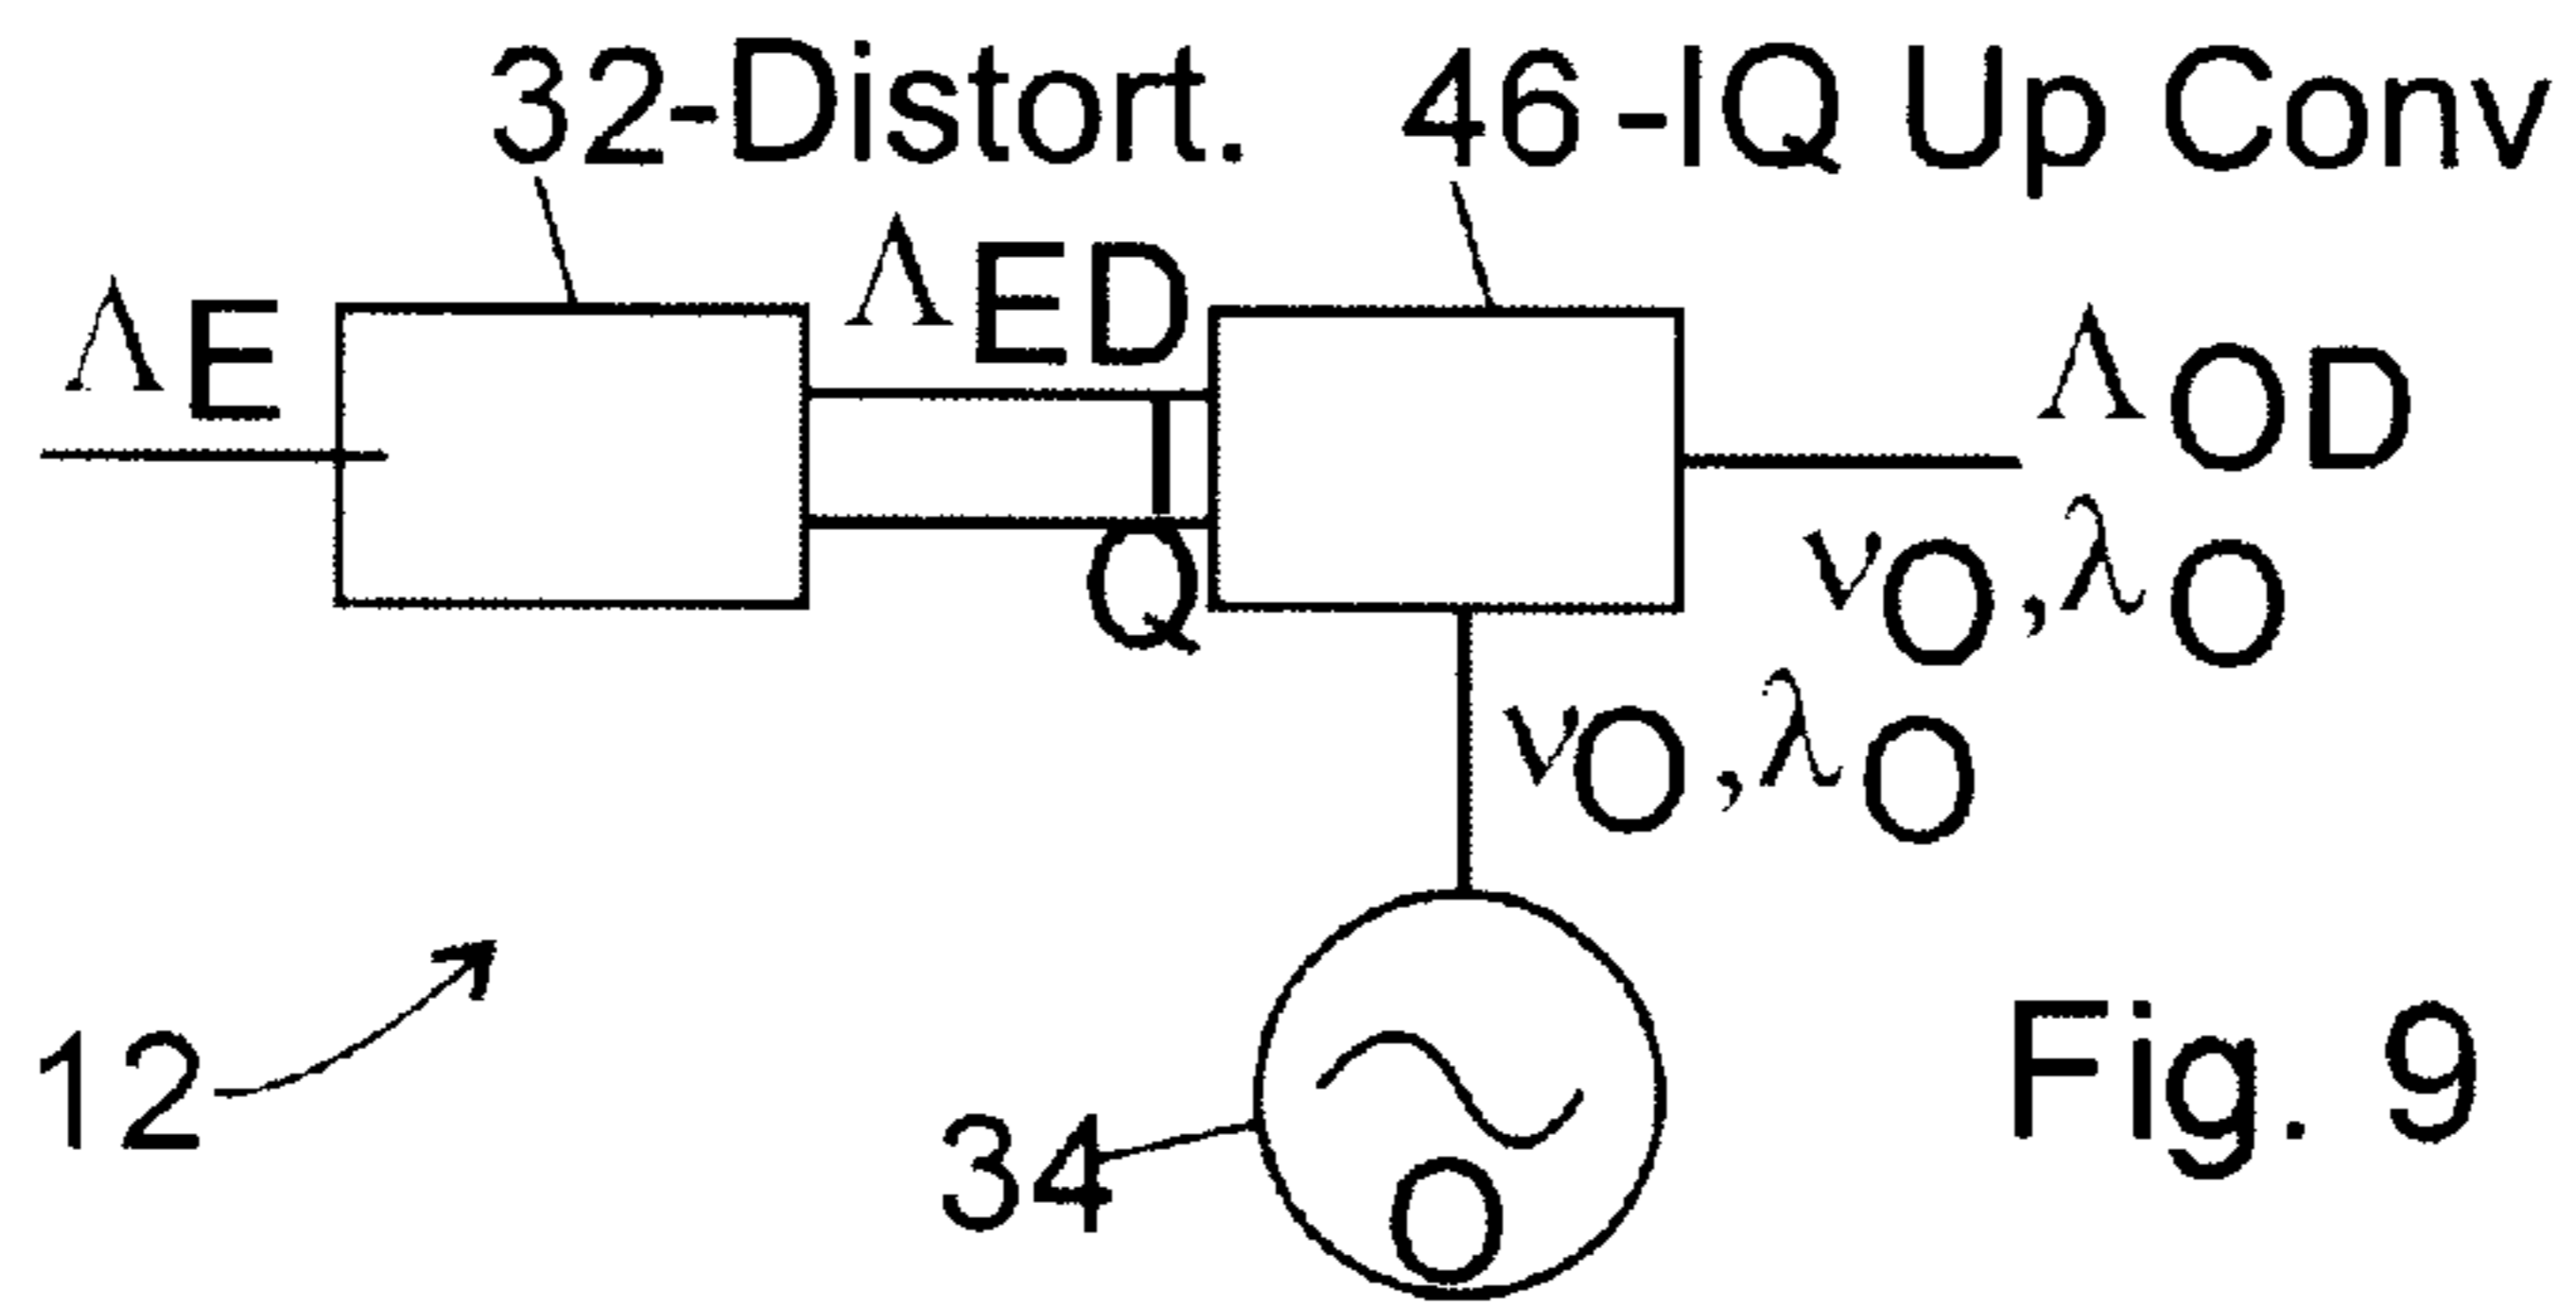 32-Distort. 46-IQ Up Conv
ΛE
ΛED
I
Q
ΛOD
νO,λO
νO,λO
12
34
O
Fig. 9